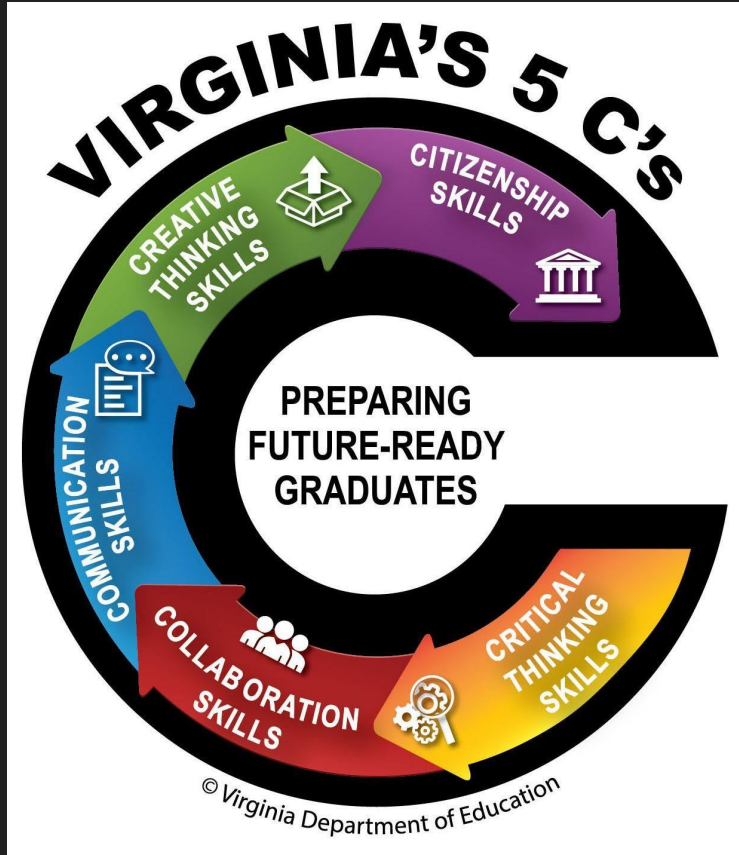 VIRGINIA'S 5 C's
CREATIVE
THINKING
SKILLS
CITIZENSHIP
SKILLS
COMMUNICATION
SKILLS
PREPARING
FUTURE-READY
GRADUATES
COLLABORATION
SKILLS
CRITICAL
THINKING
SKILLS
© Virginia Department of Education